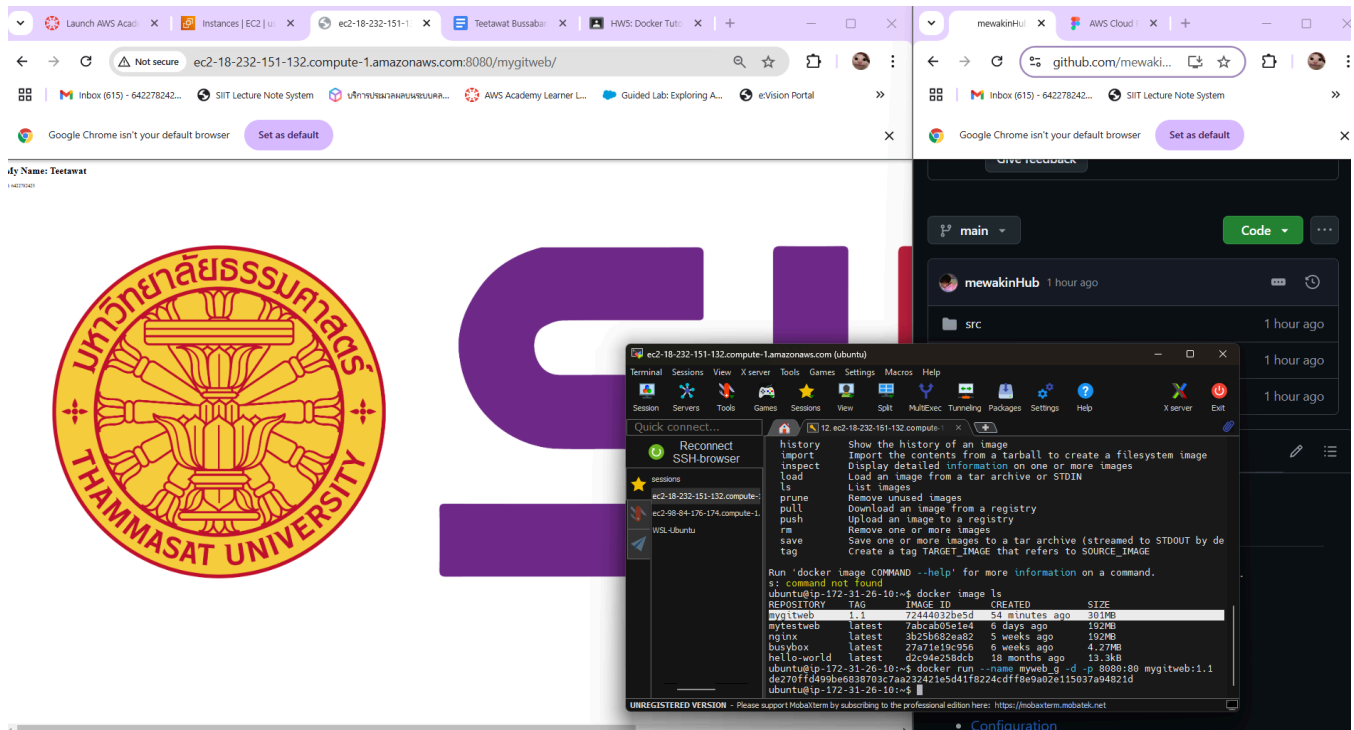 Launch AWS Acad
Instances | EC2 | u
ec2-18-232-151-1
Teetawat Bussabar
HW5: Docker Tuto
Not secure
ec2-18-232-151-132.compute-1.amazonaws.com:8080/mygitweb/
Inbox (615) - 642278242...
SIIT Lecture Note System
บริการประมวลผลบนระบบคล...
AWS Academy Learner L...
Guided Lab: Exploring A...
e:Vision Portal
Google Chrome isn't your default browser
Set as default
My Name: Teetawat
มหาวิทยาลัยธรรมศาสตร์
THAMMASAT UNIVERSITY
mewakinHul
AWS Cloud
github.com/mewaki...
Inbox (615) - 642278242...
SIIT Lecture Note System
Google Chrome isn't your default browser
Set as default
Give feedback
main
Code
mewakinHub 1 hour ago
src
1 hour ago
1 hour ago
1 hour ago
Configuration
ec2-18-232-151-132.compute-1.amazonaws.com (ubuntu)
Terminal Sessions View X server Tools Games Settings Macros Help
Session Servers Tools Games Sessions View Split MultiExec Tunneling Packages Settings Help X server Exit
Quick connect...
12. ec2-18-232-151-132.compute-1
Reconnect
SSH-browser
sessions
ec2-18-232-151-132.compute-:
ec2-98-84-176-174.compute-1.
WSL-Ubuntu
history Show the history of an image
import Import the contents from a tarball to create a filesystem image
inspect Display detailed information on one or more images
load Load an image from a tar archive or STDIN
ls List images
prune Remove unused images
pull Download an image from a registry
push Upload an image to a registry
rm Remove one or more images
save Save one or more images to a tar archive (streamed to STDOUT by de
tag Create a tag TARGET_IMAGE that refers to SOURCE_IMAGE
Run 'docker image COMMAND --help' for more information on a command.
s: command not found
ubuntu@ip-172-31-26-10:~$ docker image ls
REPOSITORY TAG IMAGE ID CREATED SIZE
mygitweb 1.1 72444032be5d 54 minutes ago 301MB
mytestweb latest 7abcab05e1e4 6 days ago 192MB
nginx latest 3b25b682ea82 5 weeks ago 192MB
busybox latest 27a71e19c956 6 weeks ago 4.27MB
hello-world latest d2c94e258dcb 18 months ago 13.3kB
ubuntu@ip-172-31-26-10:~$ docker run --name myweb_g -d -p 8080:80 mygitweb:1.1
de270ffd499be6838703c7aa232421e5d41f8224cdff8e9a02e115037a94821d
ubuntu@ip-172-31-26-10:~$
UNREGISTERED VERSION - Please support MobaXterm by subscribing to the professional edition here: https://mobaxterm.mobatek.net